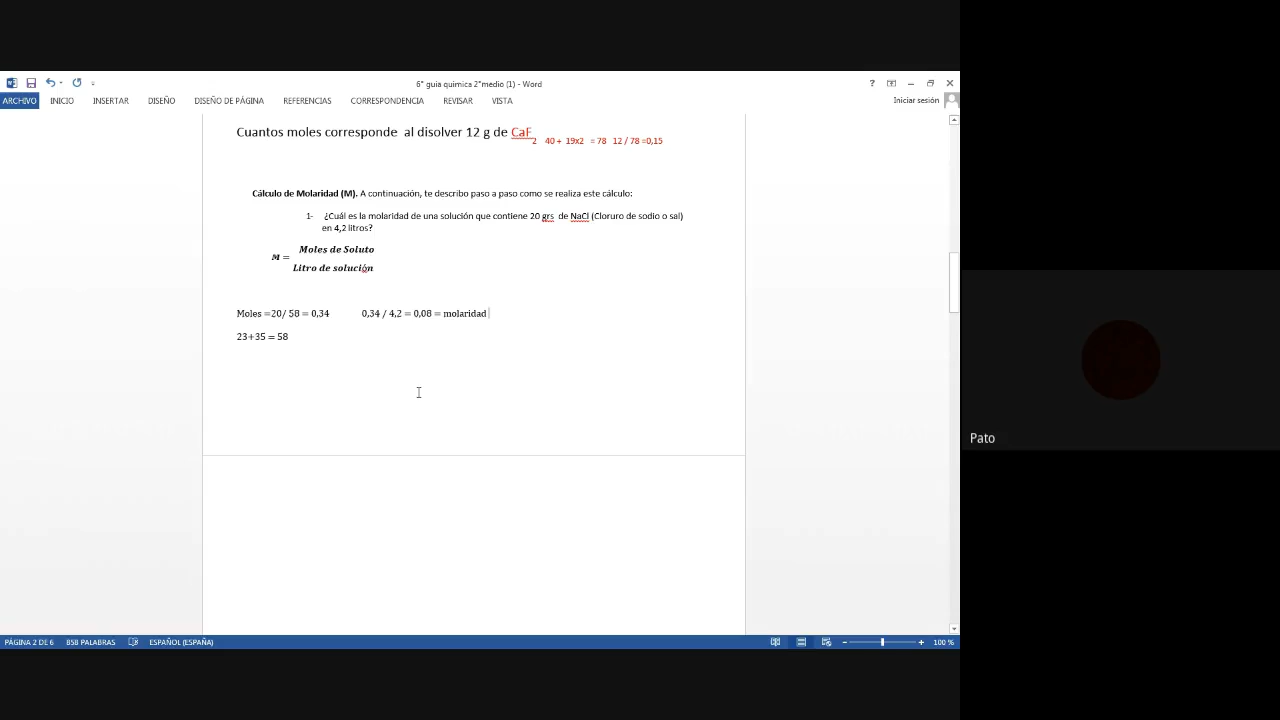 6° guia quimica 2°medio (1) - Word
ARCHIVO INICIO INSERTAR DISEÑO DISEÑO DE PÁGINA REFERENCIAS CORRESPONDENCIA REVISAR VISTA Iniciar sesión
Cuantos moles corresponde al disolver 12 g de CaF2 40 + 19x2 = 78 12 / 78 =0,15
Cálculo de Molaridad (M). A continuación, te describo paso a paso como se realiza este cálculo:
1- ¿Cuál es la molaridad de una solución que contiene 20 grs de NaCl (Cloruro de sodio o sal)
en 4,2 litros?
M = Moles de Soluto
Litro de solución
Moles =20/ 58 = 0,34 0,34 / 4,2 = 0,08 = molaridad
23+35 = 58
Pato
PÁGINA 2 DE 6 858 PALABRAS ESPAÑOL (ESPAÑA) 100 %